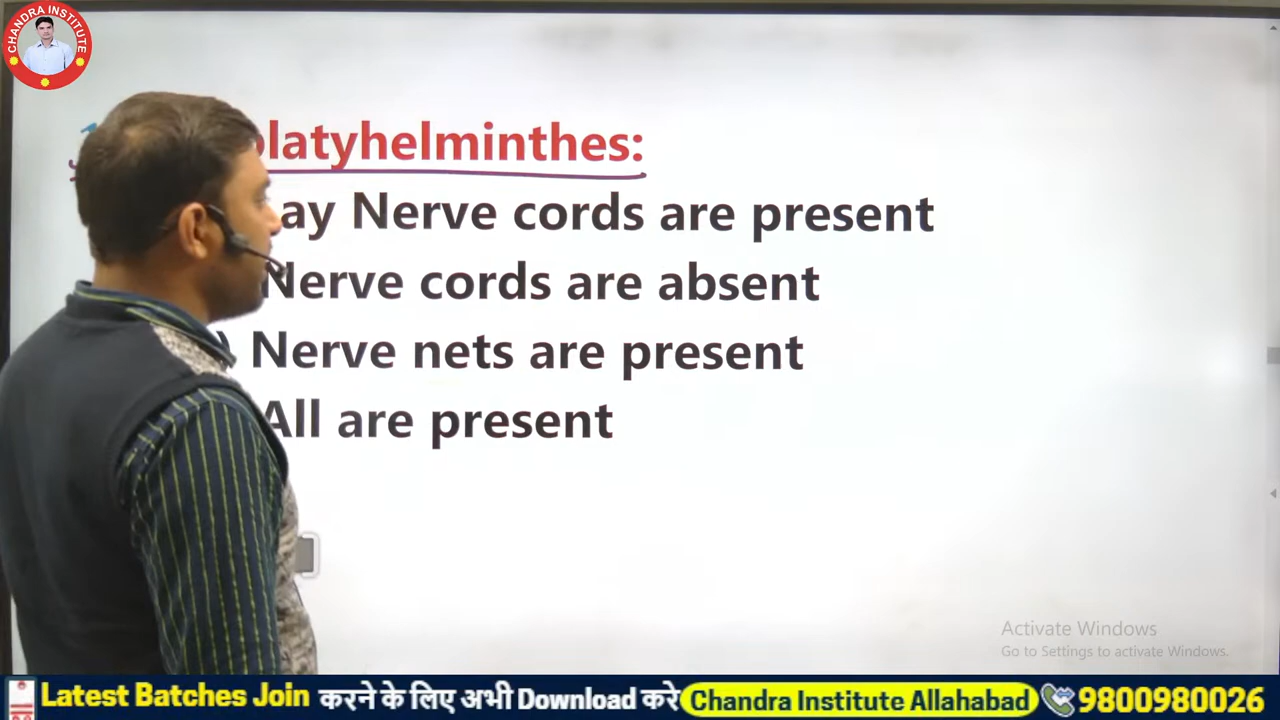 CHANDRA INSTITUTE
platyhelminthes:
Nerve cords are present
Nerve cords are absent
) Nerve nets are present
All are present
Activate Windows
Go to Settings to activate Windows.
Latest Batches Join करने के लिए अभी Download करे Chandra Institute Allahabad 9800980026